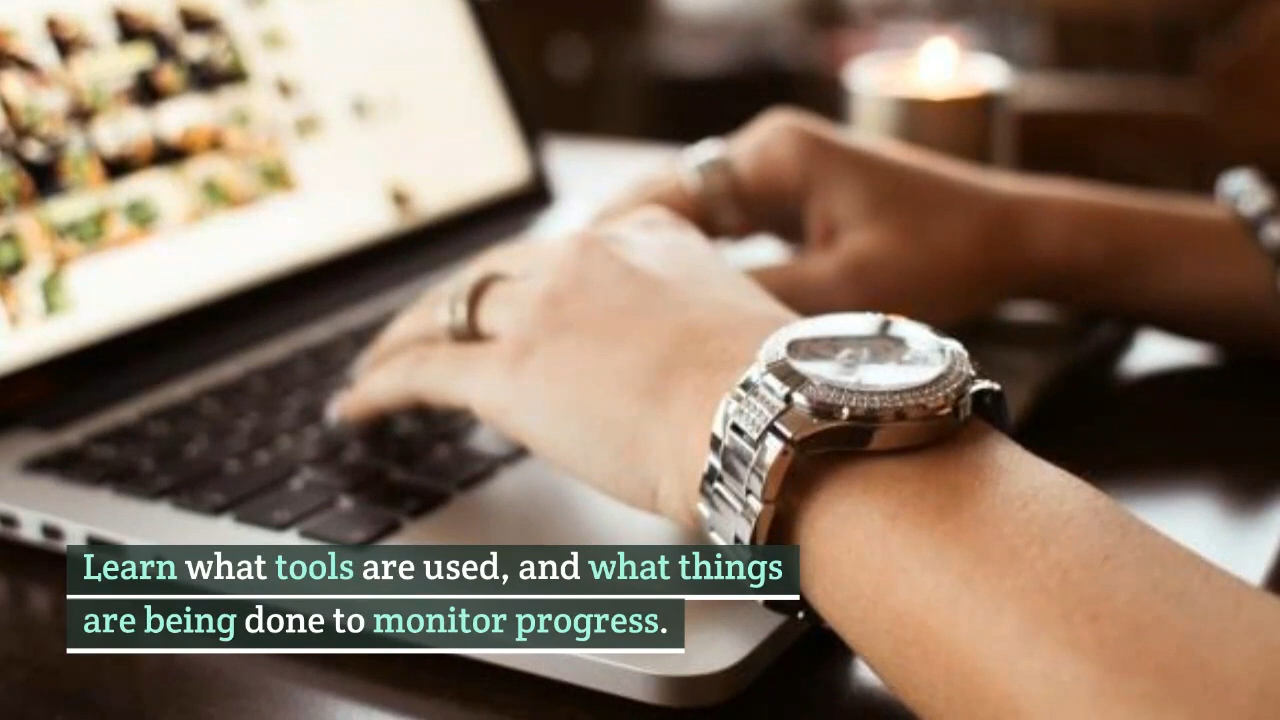 Learn what tools are used, and what things
are being done to monitor progress.